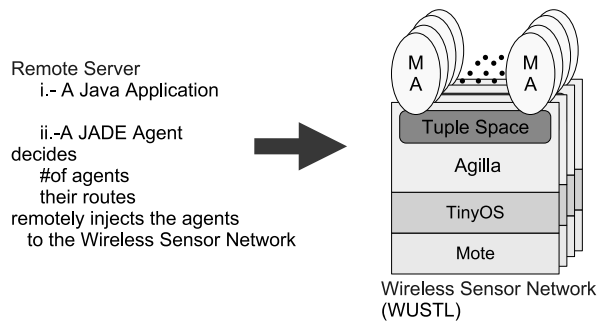 Remote Server
i.- A Java Application
ii.-A JADE Agent
decides
#of agents
their routes
remotely injects the agents
to the Wireless Sensor Network
M
A
M
A
Tuple Space
Agilla
TinyOS
Mote
Wireless Sensor Network
(WUSTL)